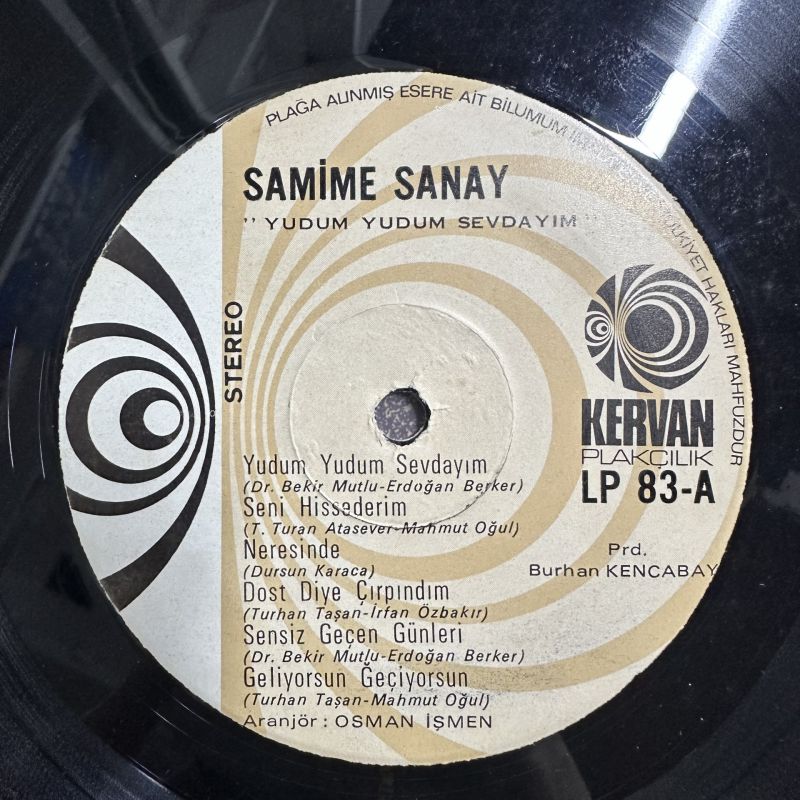 PLAĞA ALINMIŞ ESERE AİT BİLUMUM
MÜLKİYET HAKLARI MAHFUZDUR
SAMİME SANAY
"YUDUM YUDUM SEVDAYIM"
STEREO
KERVAN
PLAKÇILIK
LP 83-A
Yudum Yudum Sevdayım
(Dr. Bekir Mutlu-Erdoğan Berker)
Seni Hissederim
(T. Turan Atasever-Mahmut Oğul)
Neresinde
(Dursun Karaca)
Dost Diye Çırpındım
(Turhan Taşan-İrfan Özbakır)
Sensiz Geçen Günleri
(Dr. Bekir Mutlu-Erdoğan Berker)
Geliyorsun Geçiyorsun
(Turhan Taşan-Mahmut Oğul)
Aranjör : OSMAN İŞMEN
Prd.
Burhan KENCABAY